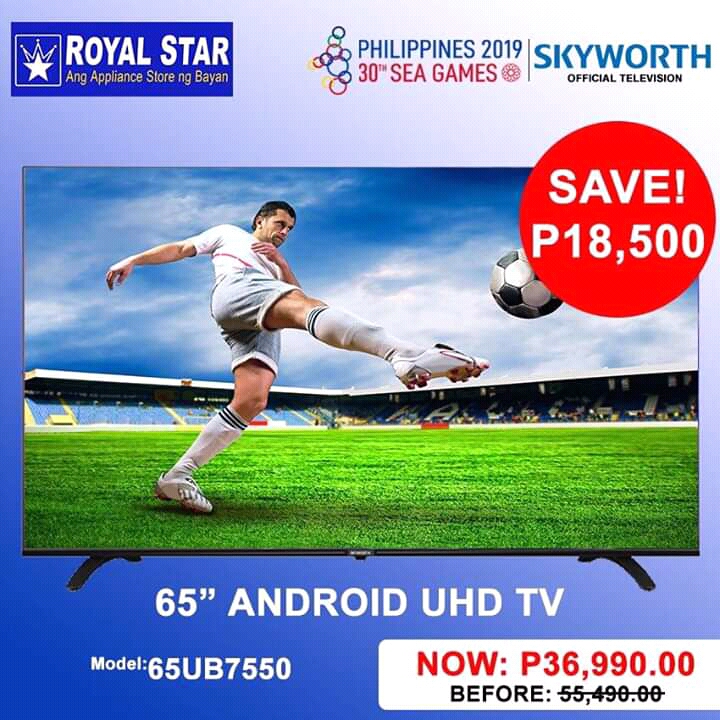 ROYAL STAR
Ang Appliance Store ng Bayan
PHILIPPINES 2019
30TH SEA GAMES
SKYWORTH
OFFICIAL TELEVISION
SAVE!
P18,500
SKYWORTH
65” ANDROID UHD TV
Model:65UB7550
NOW: P36,990.00
BEFORE: 55,490.00